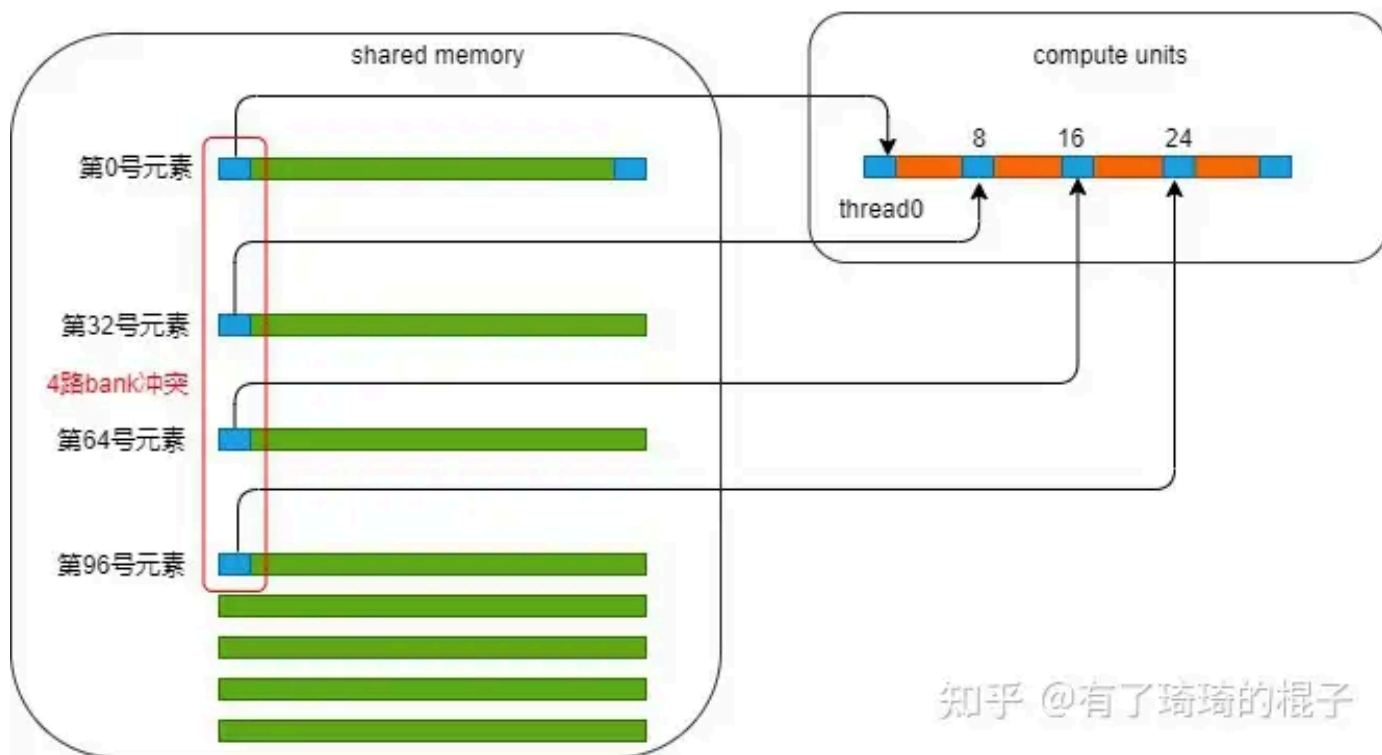 shared memory
compute units
第0号元素
8
16
24
thread0
第32号元素
4路bank冲突
第64号元素
第96号元素
知乎 @有了琦琦的棍子